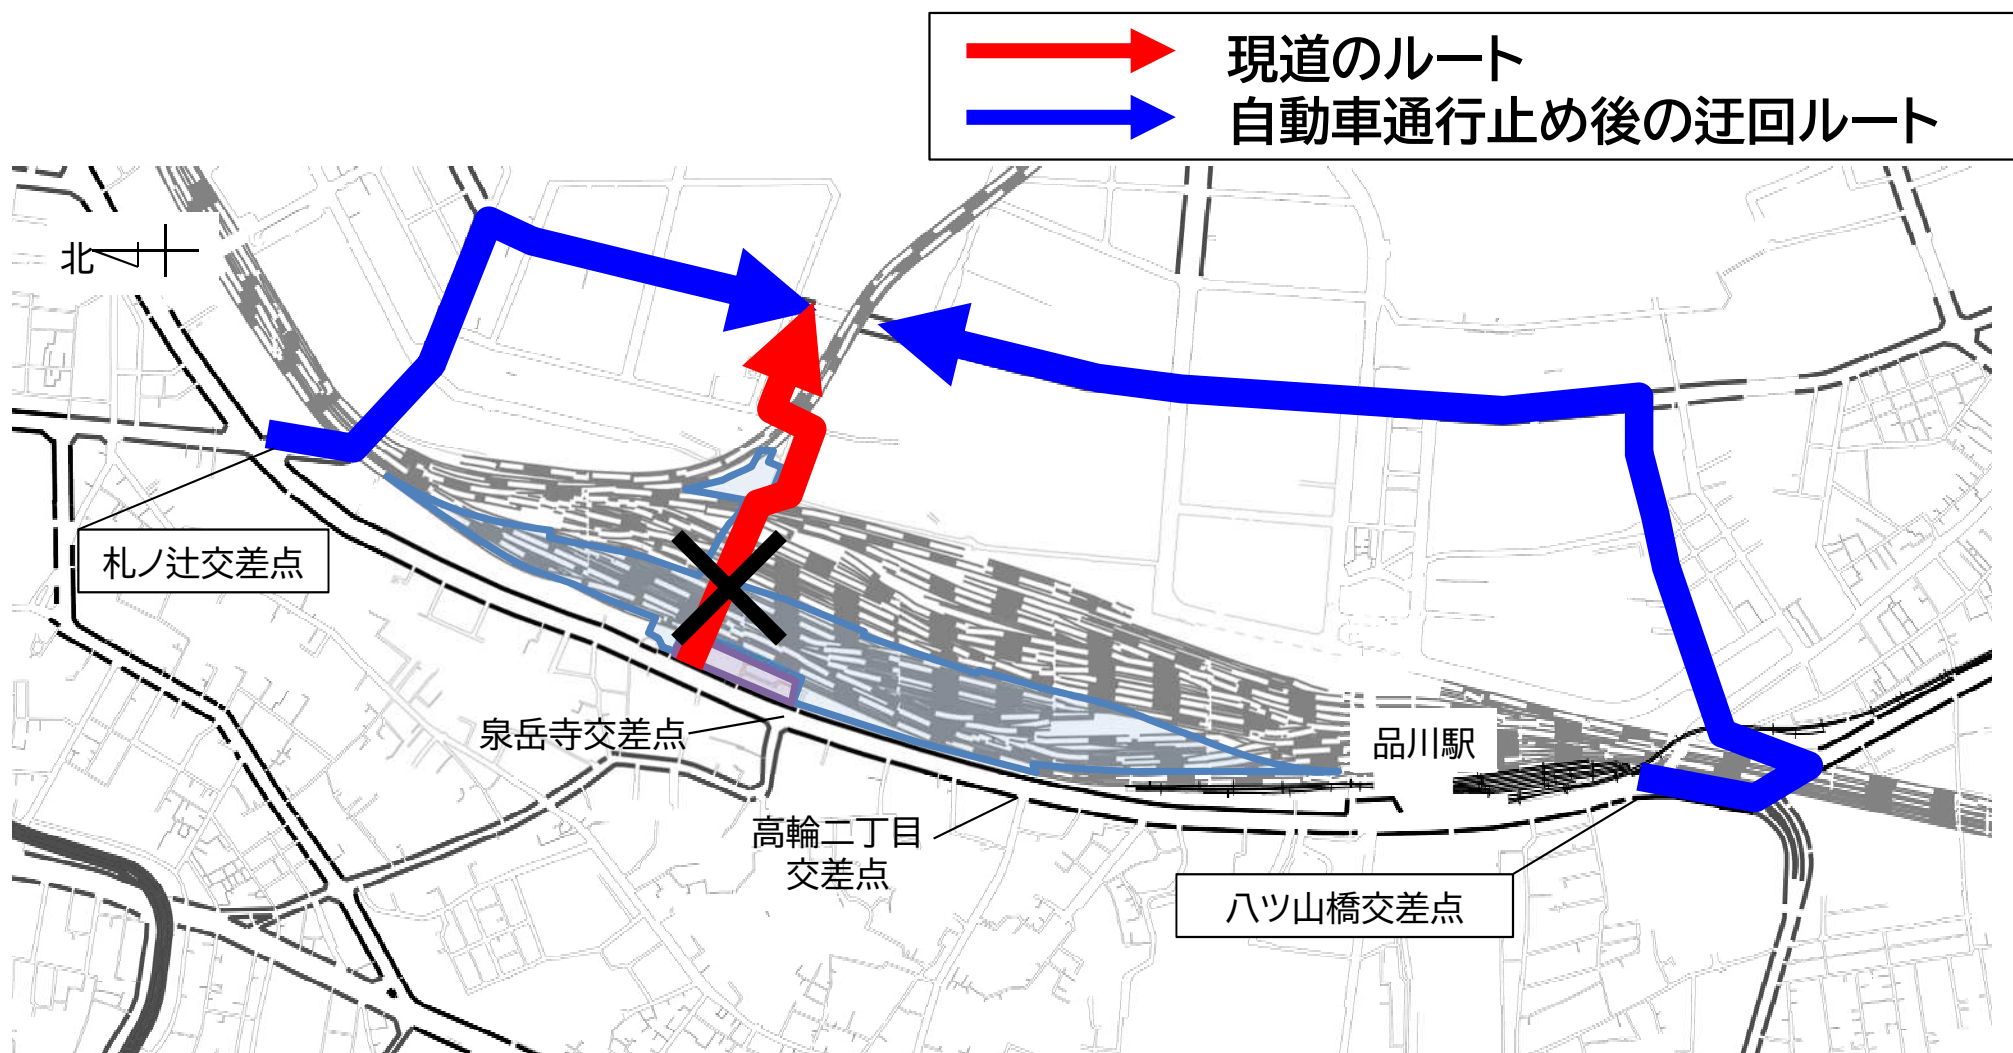 現道のルート
自動車通行止め後の迂回ルート
北
札ノ辻交差点
泉岳寺交差点
品川駅
高輪二丁目
交差点
八ツ山橋交差点